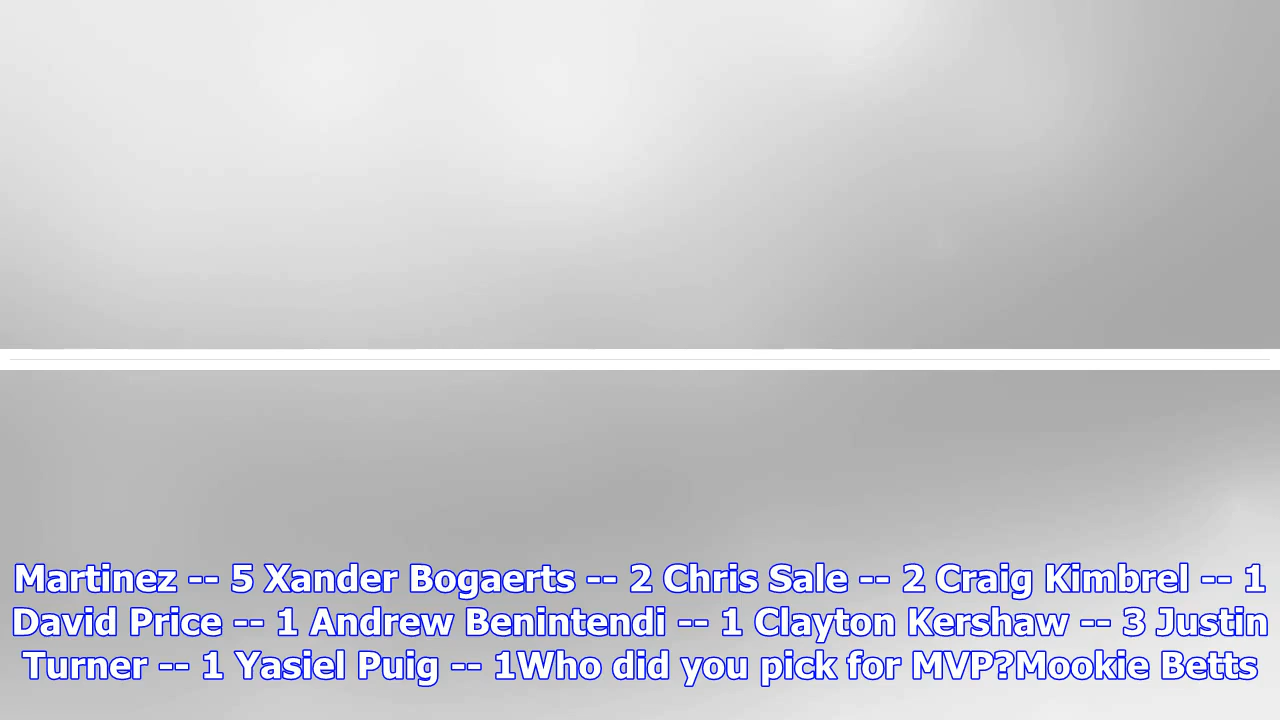 Martinez -- 5 Xander Bogaerts -- 2 Chris Sale -- 2 Craig Kimbrel -- 1
David Price -- 1 Andrew Benintendi -- 1 Clayton Kershaw -- 3 Justin
Turner -- 1 Yasiel Puig -- 1Who did you pick for MVP?Mookie Betts